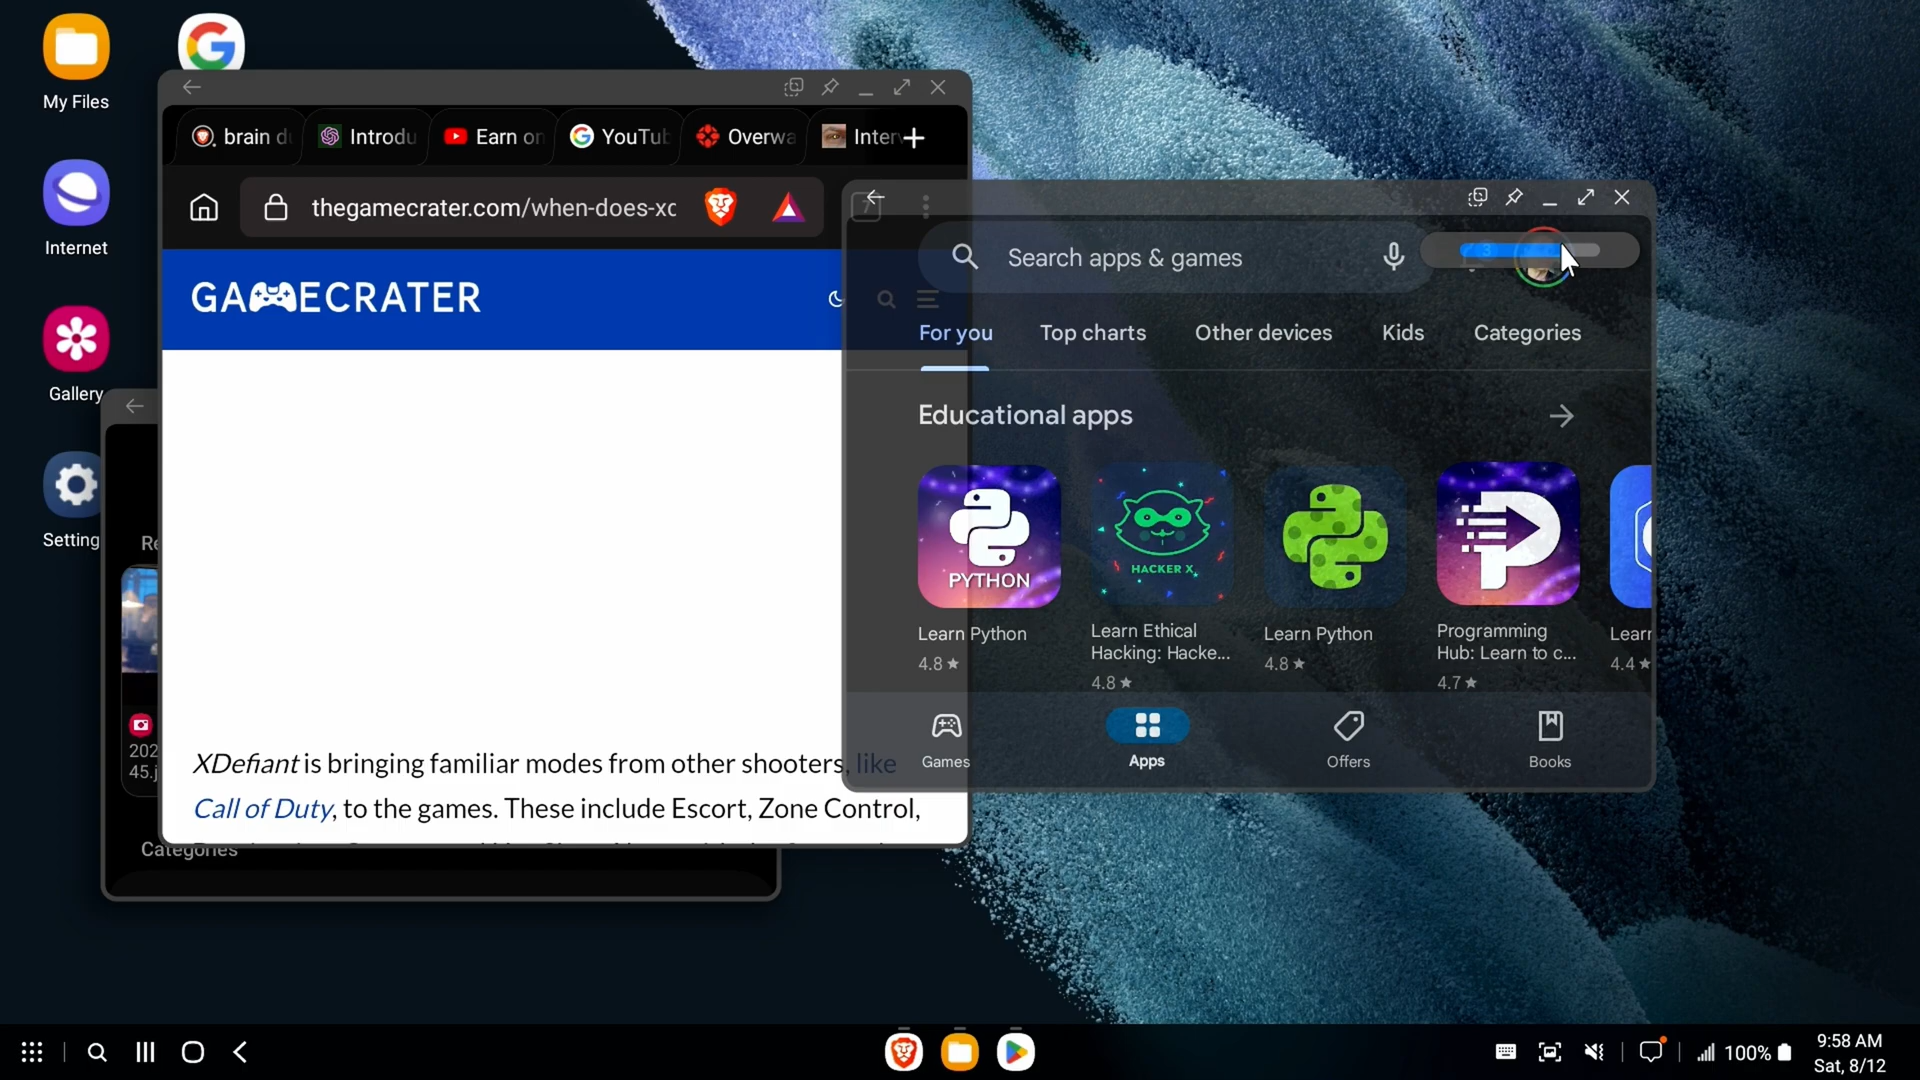 My Files
Internet
Gallery
Setting
brain d
Introdu
Earn on
YouTub
Overwa
Inter
thegamecrater.com/when-does-xc
7
GAMECRATER
XDefiant is bringing familiar modes from other shooters, like
Call of Duty, to the games. These include Escort, Zone Control,
Re
202
45.j
Categories
Search apps & games
3
For you
Top charts
Other devices
Kids
Categories
Educational apps
PYTHON
HACKER X
Learn Python
4.8 ★
Learn Ethical
Hacking: Hacke...
4.8 ★
Learn Python
4.8 ★
Programming
Hub: Learn to c...
4.7 ★
Learn
4.4 ★
Games
Apps
Offers
Books
100%
9:58 AM
Sat, 8/12